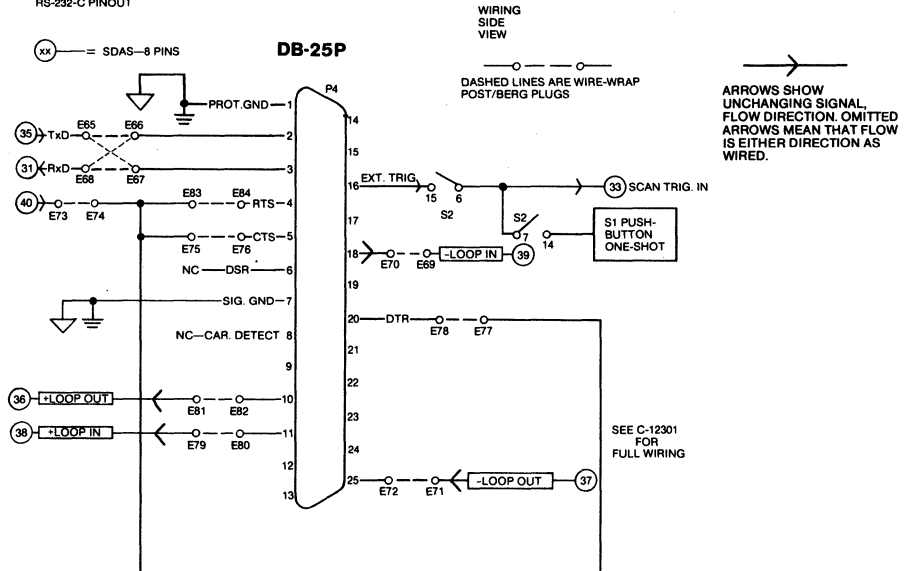 RS-232-C PINOUT
WIRING
SIDE
VIEW
xx = SDAS—8 PINS
DB-25P
DASHED LINES ARE WIRE-WRAP
POST/BERG PLUGS
ARROWS SHOW
UNCHANGING SIGNAL,
FLOW DIRECTION. OMITTED
ARROWS MEAN THAT FLOW
IS EITHER DIRECTION AS
WIRED.
P4
PROT.GND 1
14
35 TxD E65 E66 2
15
31 RxD E68 E67 3
16 EXT. TRIG 15 6 33 SCAN TRIG. IN
S2
40 E73 E74 E83 E84 RTS 4
17
S2
7 14
S1 PUSH-
BUTTON
ONE-SHOT
E75 E76 CTS 5
18 E70 E69 -LOOP IN 39
NC DSR 6
19
SIG. GND 7
20 DTR E78 E77
NC—CAR. DETECT 8
21
9
22
36 +LOOP OUT E81 E82 10
23
38 +LOOP IN E79 E80 11
24
SEE C-12301
FOR
FULL WIRING
12
25 E72 E71 -LOOP OUT 37
13